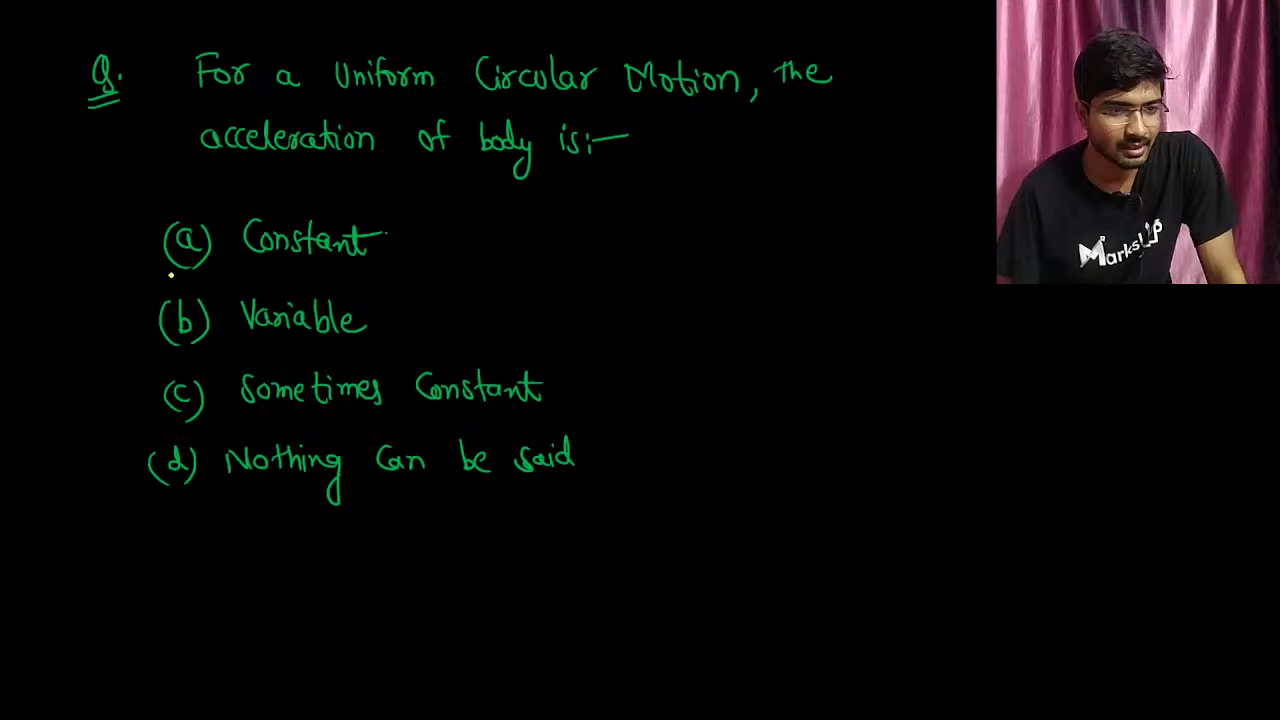 Q. For a Uniform Circular Motion, the
acceleration of body is:-
(a) Constant
(b) Variable
(c) Sometimes Constant
(d) Nothing Can be said